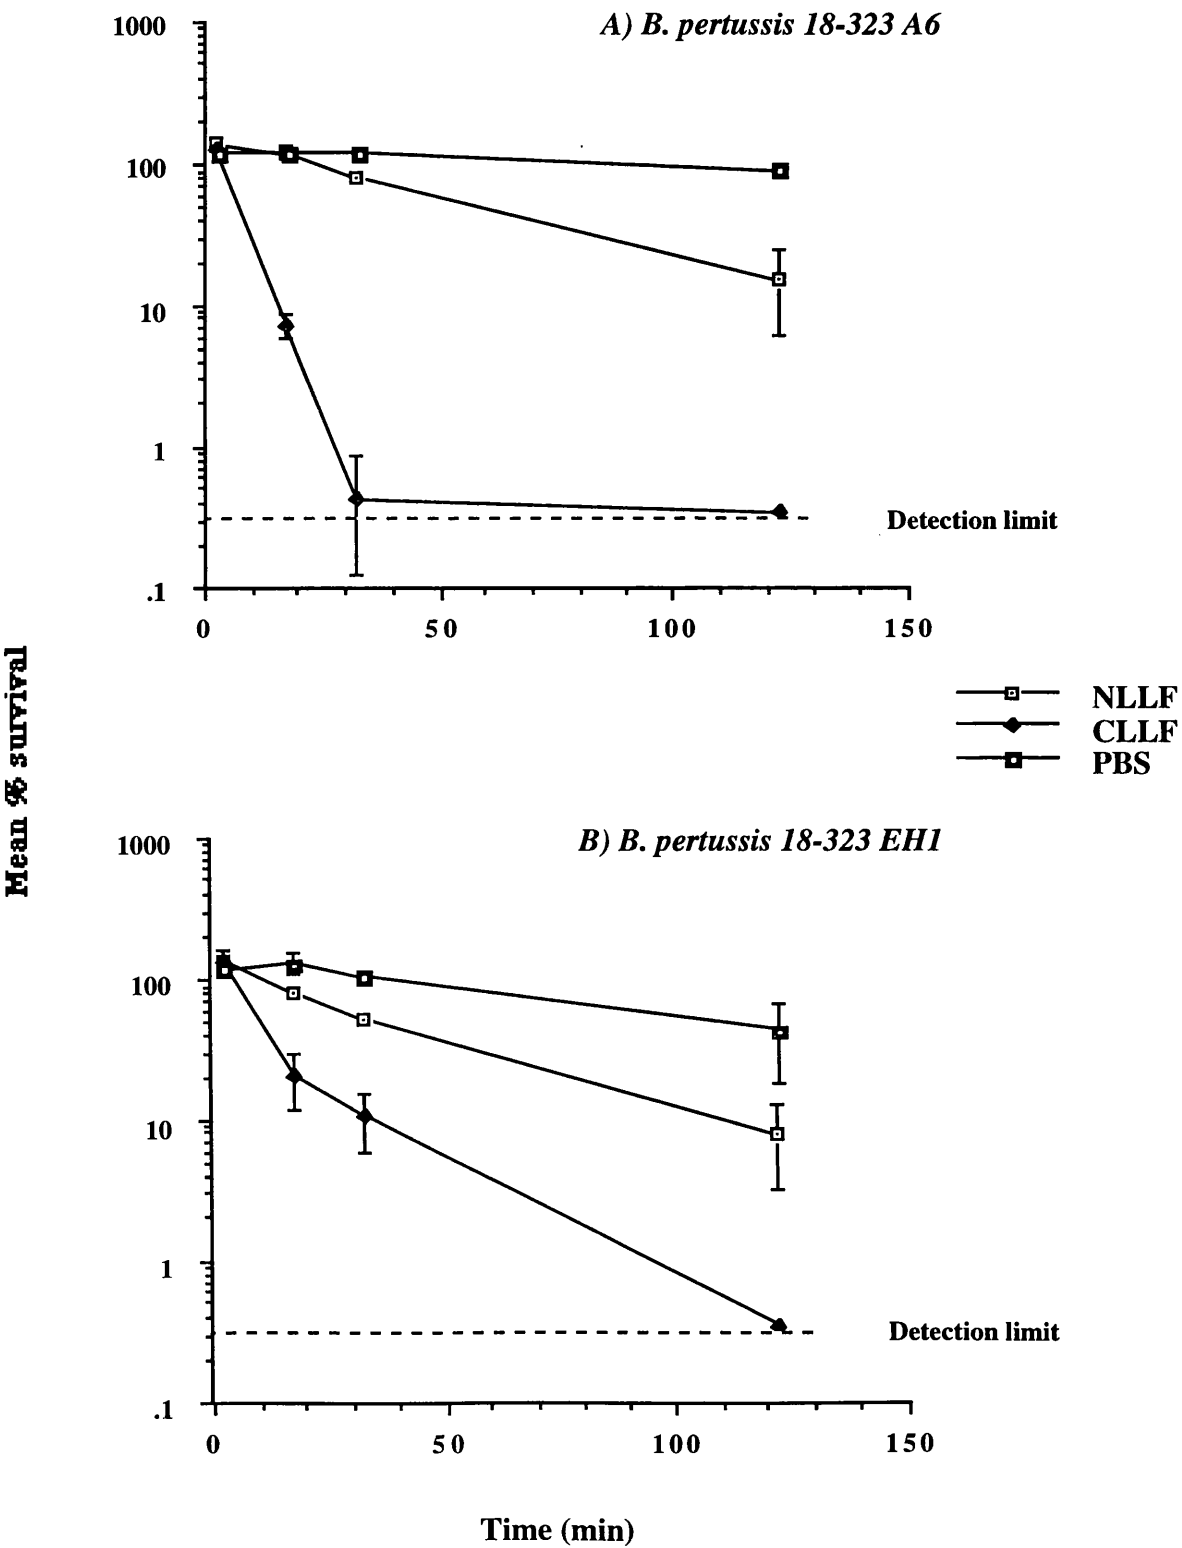 A) B. pertussis 18-323 A6
1000
100
10
1
.1
Detection limit
0 50 100 150
Mean % survival
NLLF
CLLF
PBS
B) B. pertussis 18-323 EH1
1000
100
10
1
.1
Detection limit
0 50 100 150
Time (min)